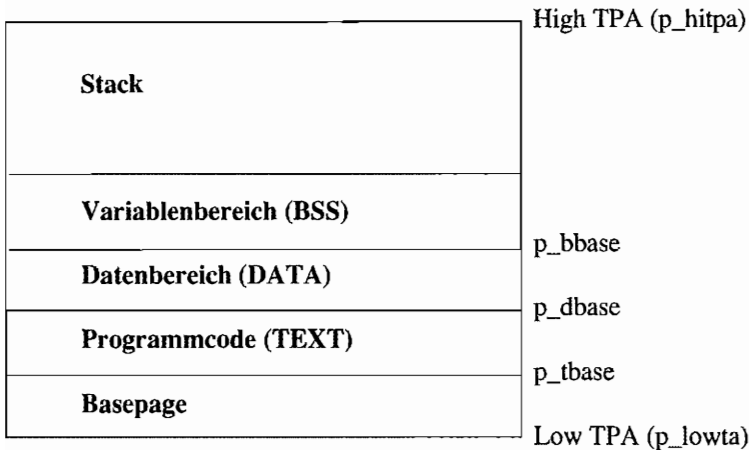 High TPA (p_hitpa)
Stack
Variablenbereich (BSS)
p_bbase
Datenbereich (DATA)
p_dbase
Programmcode (TEXT)
p_tbase
Basepage
Low TPA (p_lowta)